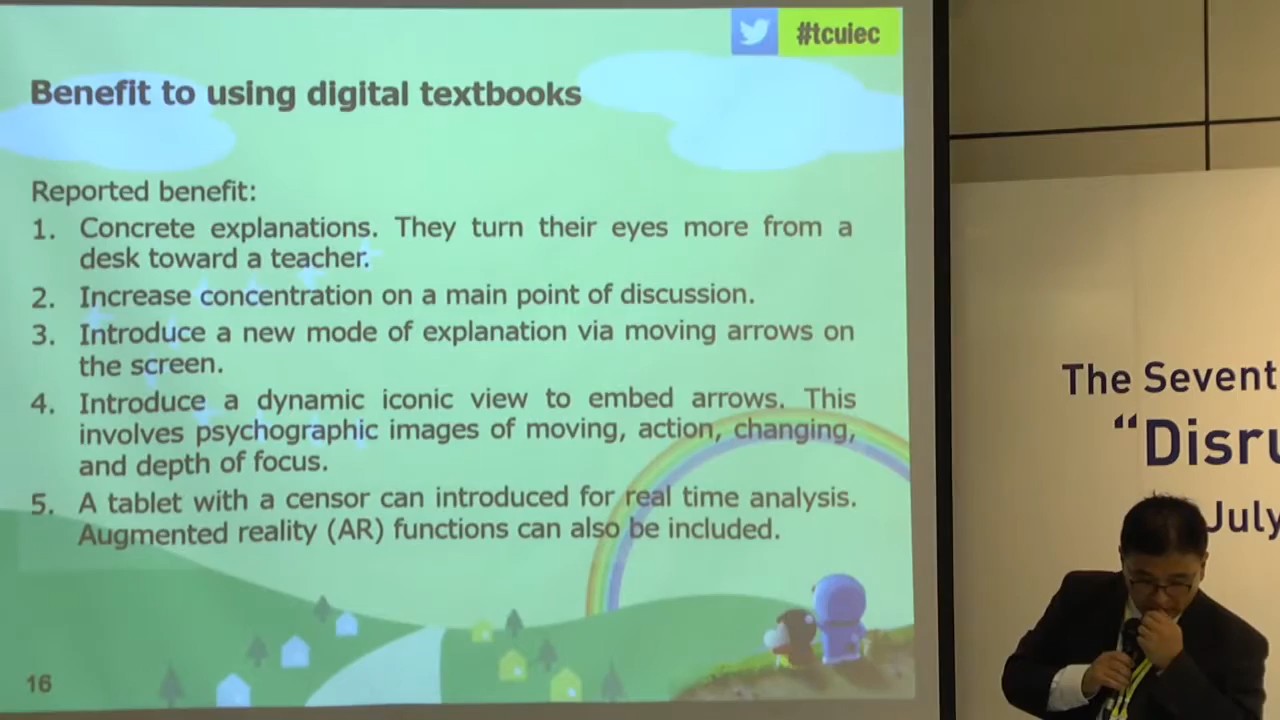 #tcuiec
Benefit to using digital textbooks
Reported benefit:
1. Concrete explanations. They turn their eyes more from a
desk toward a teacher.
2. Increase concentration on a main point of discussion.
3. Introduce a new mode of explanation via moving arrows on
the screen.
4. Introduce a dynamic iconic view to embed arrows. This
involves psychographic images of moving, action, changing,
and depth of focus.
5. A tablet with a censor can introduced for real time analysis.
Augmented reality (AR) functions can also be included.
16
The Sevent
“Disru
July